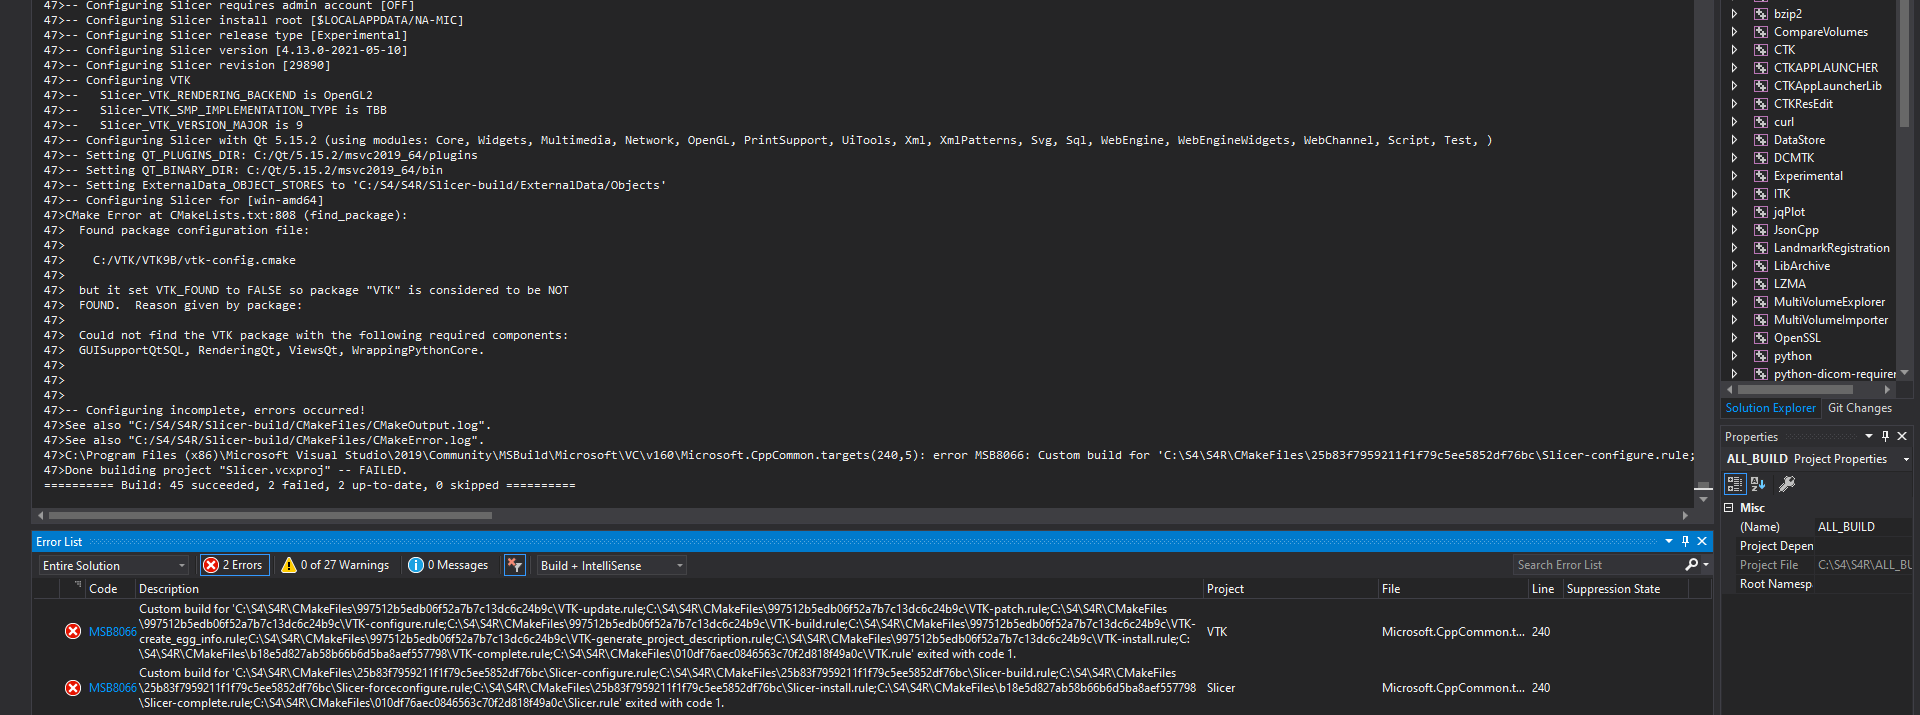 47>-- Configuring Slicer requires admin account [OFF]
47>-- Configuring Slicer install root [$LOCALAPPDATA/NA-MIC]
47>-- Configuring Slicer release type [Experimental]
47>-- Configuring Slicer version [4.13.0-2021-05-10]
47>-- Configuring Slicer revision [29890]
47>-- Configuring VTK
47>--   Slicer_VTK_RENDERING_BACKEND is OpenGL2
47>--   Slicer_VTK_SMP_IMPLEMENTATION_TYPE is TBB
47>--   Slicer_VTK_VERSION_MAJOR is 9
47>-- Configuring Slicer with Qt 5.15.2 (using modules: Core, Widgets, Multimedia, Network, OpenGL, PrintSupport, UiTools, Xml, XmlPatterns, Svg, Sql, WebEngine, WebEngineWidgets, WebChannel, Script, Test, )
47>-- Setting QT_PLUGINS_DIR: C:/Qt/5.15.2/msvc2019_64/plugins
47>-- Setting QT_BINARY_DIR: C:/Qt/5.15.2/msvc2019_64/bin
47>-- Setting ExternalData_OBJECT_STORES to 'C:/S4/S4R/Slicer-build/ExternalData/Objects'
47>-- Configuring Slicer for [win-amd64]
47>CMake Error at CMakeLists.txt:808 (find_package):
47>  Found package configuration file:
47>
47>    C:/VTK/VTK9B/vtk-config.cmake
47>
47>  but it set VTK_FOUND to FALSE so package "VTK" is considered to be NOT
47>  FOUND.  Reason given by package:
47>
47>  Could not find the VTK package with the following required components:
47>  GUISupportQtSQL, RenderingQt, ViewsQt, WrappingPythonCore.
47>
47>
47>
47>-- Configuring incomplete, errors occurred!
47>See also "C:/S4/S4R/Slicer-build/CMakeFiles/CMakeOutput.log".
47>See also "C:/S4/S4R/Slicer-build/CMakeFiles/CMakeError.log".
47>C:\Program Files (x86)\Microsoft Visual Studio\2019\Community\MSBuild\Microsoft\VC\v160\Microsoft.CppCommon.targets(240,5): error MSB8066: Custom build for 'C:\S4\S4R\CMakeFiles\25b83f7959211f1f79c5ee5852df76bc\Slicer-configure.rule;
47>Done building project "Slicer.vcxproj" -- FAILED.
========== Build: 45 succeeded, 2 failed, 2 up-to-date, 0 skipped ==========
bzip2
CompareVolumes
CTK
CTKAPPLAUNCHER
CTKAppLauncherLib
CTKResEdit
curl
DataStore
DCMTK
Experimental
ITK
jqPlot
JsonCpp
LandmarkRegistration
LibArchive
LZMA
MultiVolumeExplorer
MultiVolumeImporter
OpenSSL
python
python-dicom-requirer
Solution Explorer Git Changes
Properties
ALL_BUILD Project Properties
Misc
(Name) ALL_BUILD
Project Depen
Project File C:\S4\S4R\ALL_BU
Root Namesp
Error List
Entire Solution 2 Errors 0 of 27 Warnings 0 Messages Build + IntelliSense Search Error List
Code Description Project File Line Suppression State
Custom build for 'C:\S4\S4R\CMakeFiles\997512b5edb06f52a7b7c13dc6c24b9c\VTK-update.rule;C:\S4\S4R\CMakeFiles\997512b5edb06f52a7b7c13dc6c24b9c\VTK-patch.rule;C:\S4\S4R\CMakeFiles
\997512b5edb06f52a7b7c13dc6c24b9c\VTK-configure.rule;C:\S4\S4R\CMakeFiles\997512b5edb06f52a7b7c13dc6c24b9c\VTK-build.rule;C:\S4\S4R\CMakeFiles\997512b5edb06f52a7b7c13dc6c24b9c\VTK-
MSB8066 create_egg_info.rule;C:\S4\S4R\CMakeFiles\997512b5edb06f52a7b7c13dc6c24b9c\VTK-generate_project_description.rule;C:\S4\S4R\CMakeFiles\997512b5edb06f52a7b7c13dc6c24b9c\VTK-install.rule;C: VTK Microsoft.CppCommon.t... 240
\S4\S4R\CMakeFiles\b18e5d827ab58b66b6d5ba8aef557798\VTK-complete.rule;C:\S4\S4R\CMakeFiles\010df76aec0846563c70f2d818f49a0c\VTK.rule' exited with code 1.
Custom build for 'C:\S4\S4R\CMakeFiles\25b83f7959211f1f79c5ee5852df76bc\Slicer-configure.rule;C:\S4\S4R\CMakeFiles\25b83f7959211f1f79c5ee5852df76bc\Slicer-build.rule;C:\S4\S4R\CMakeFiles
MSB8066 \25b83f7959211f1f79c5ee5852df76bc\Slicer-forceconfigure.rule;C:\S4\S4R\CMakeFiles\25b83f7959211f1f79c5ee5852df76bc\Slicer-install.rule;C:\S4\S4R\CMakeFiles\b18e5d827ab58b66b6d5ba8aef557798 Slicer Microsoft.CppCommon.t... 240
\Slicer-complete.rule;C:\S4\S4R\CMakeFiles\010df76aec0846563c70f2d818f49a0c\Slicer.rule' exited with code 1.